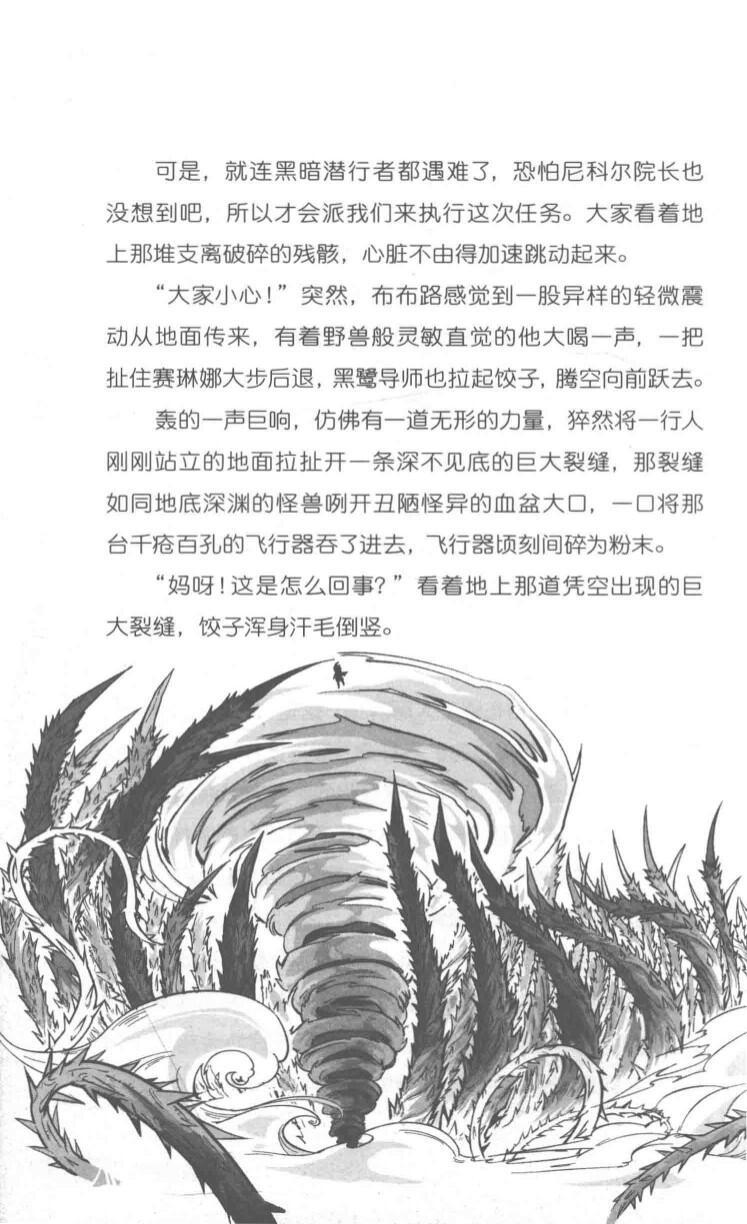 可是，就连黑暗潜行者都遇难了，恐怕尼科尔院长也
没想到吧，所以才会派我们来执行这次任务。大家看着地
上那堆支离破碎的残骸，心脏不由得加速跳动起来。
“大家小心！”突然，布布路感觉到一股异样的轻微震
动从地面传来，有着野兽般灵敏直觉的他大喝一声，一把
扯住赛琳娜大步后退，黑鹭导师也拉起饺子，腾空向前跃去。
轰的一声巨响，仿佛有一道无形的力量，猝然将一行人
刚刚站立的地面拉扯开一条深不见底的巨大裂缝，那裂缝
如同地底深渊的怪兽咧开丑陋怪异的血盆大口，一口将那
台千疮百孔的飞行器吞了进去，飞行器顷刻间碎为粉末。
“妈呀！这是怎么回事？”看着地上那道凭空出现的巨
大裂缝，饺子浑身汗毛倒竖。